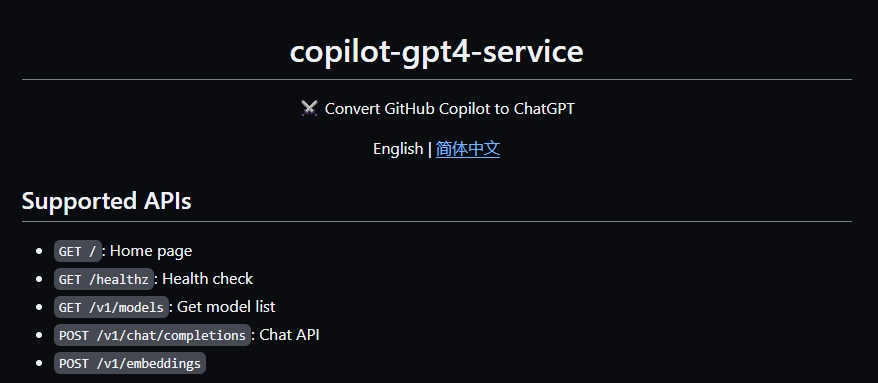 copilot-gpt4-service
⚔️ Convert GitHub Copilot to ChatGPT
English | 简体中文
Supported APIs
• GET /: Home page
• GET /healthz: Health check
• GET /v1/models: Get model list
• POST /v1/chat/completions: Chat API
• POST /v1/embeddings